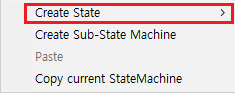 Create State
Create Sub-State Machine
Paste
Copy current StateMachine